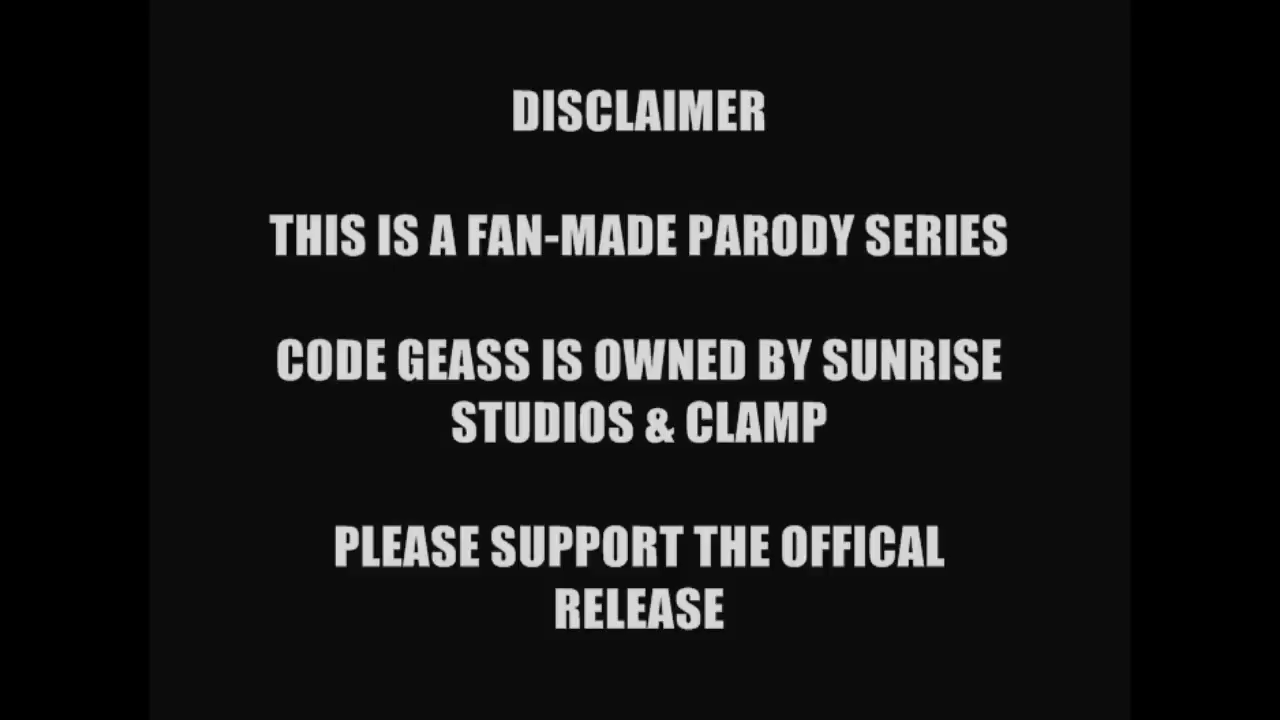 DISCLAIMER
THIS IS A FAN-MADE PARODY SERIES
CODE GEASS IS OWNED BY SUNRISE
STUDIOS & CLAMP
PLEASE SUPPORT THE OFFICAL
RELEASE